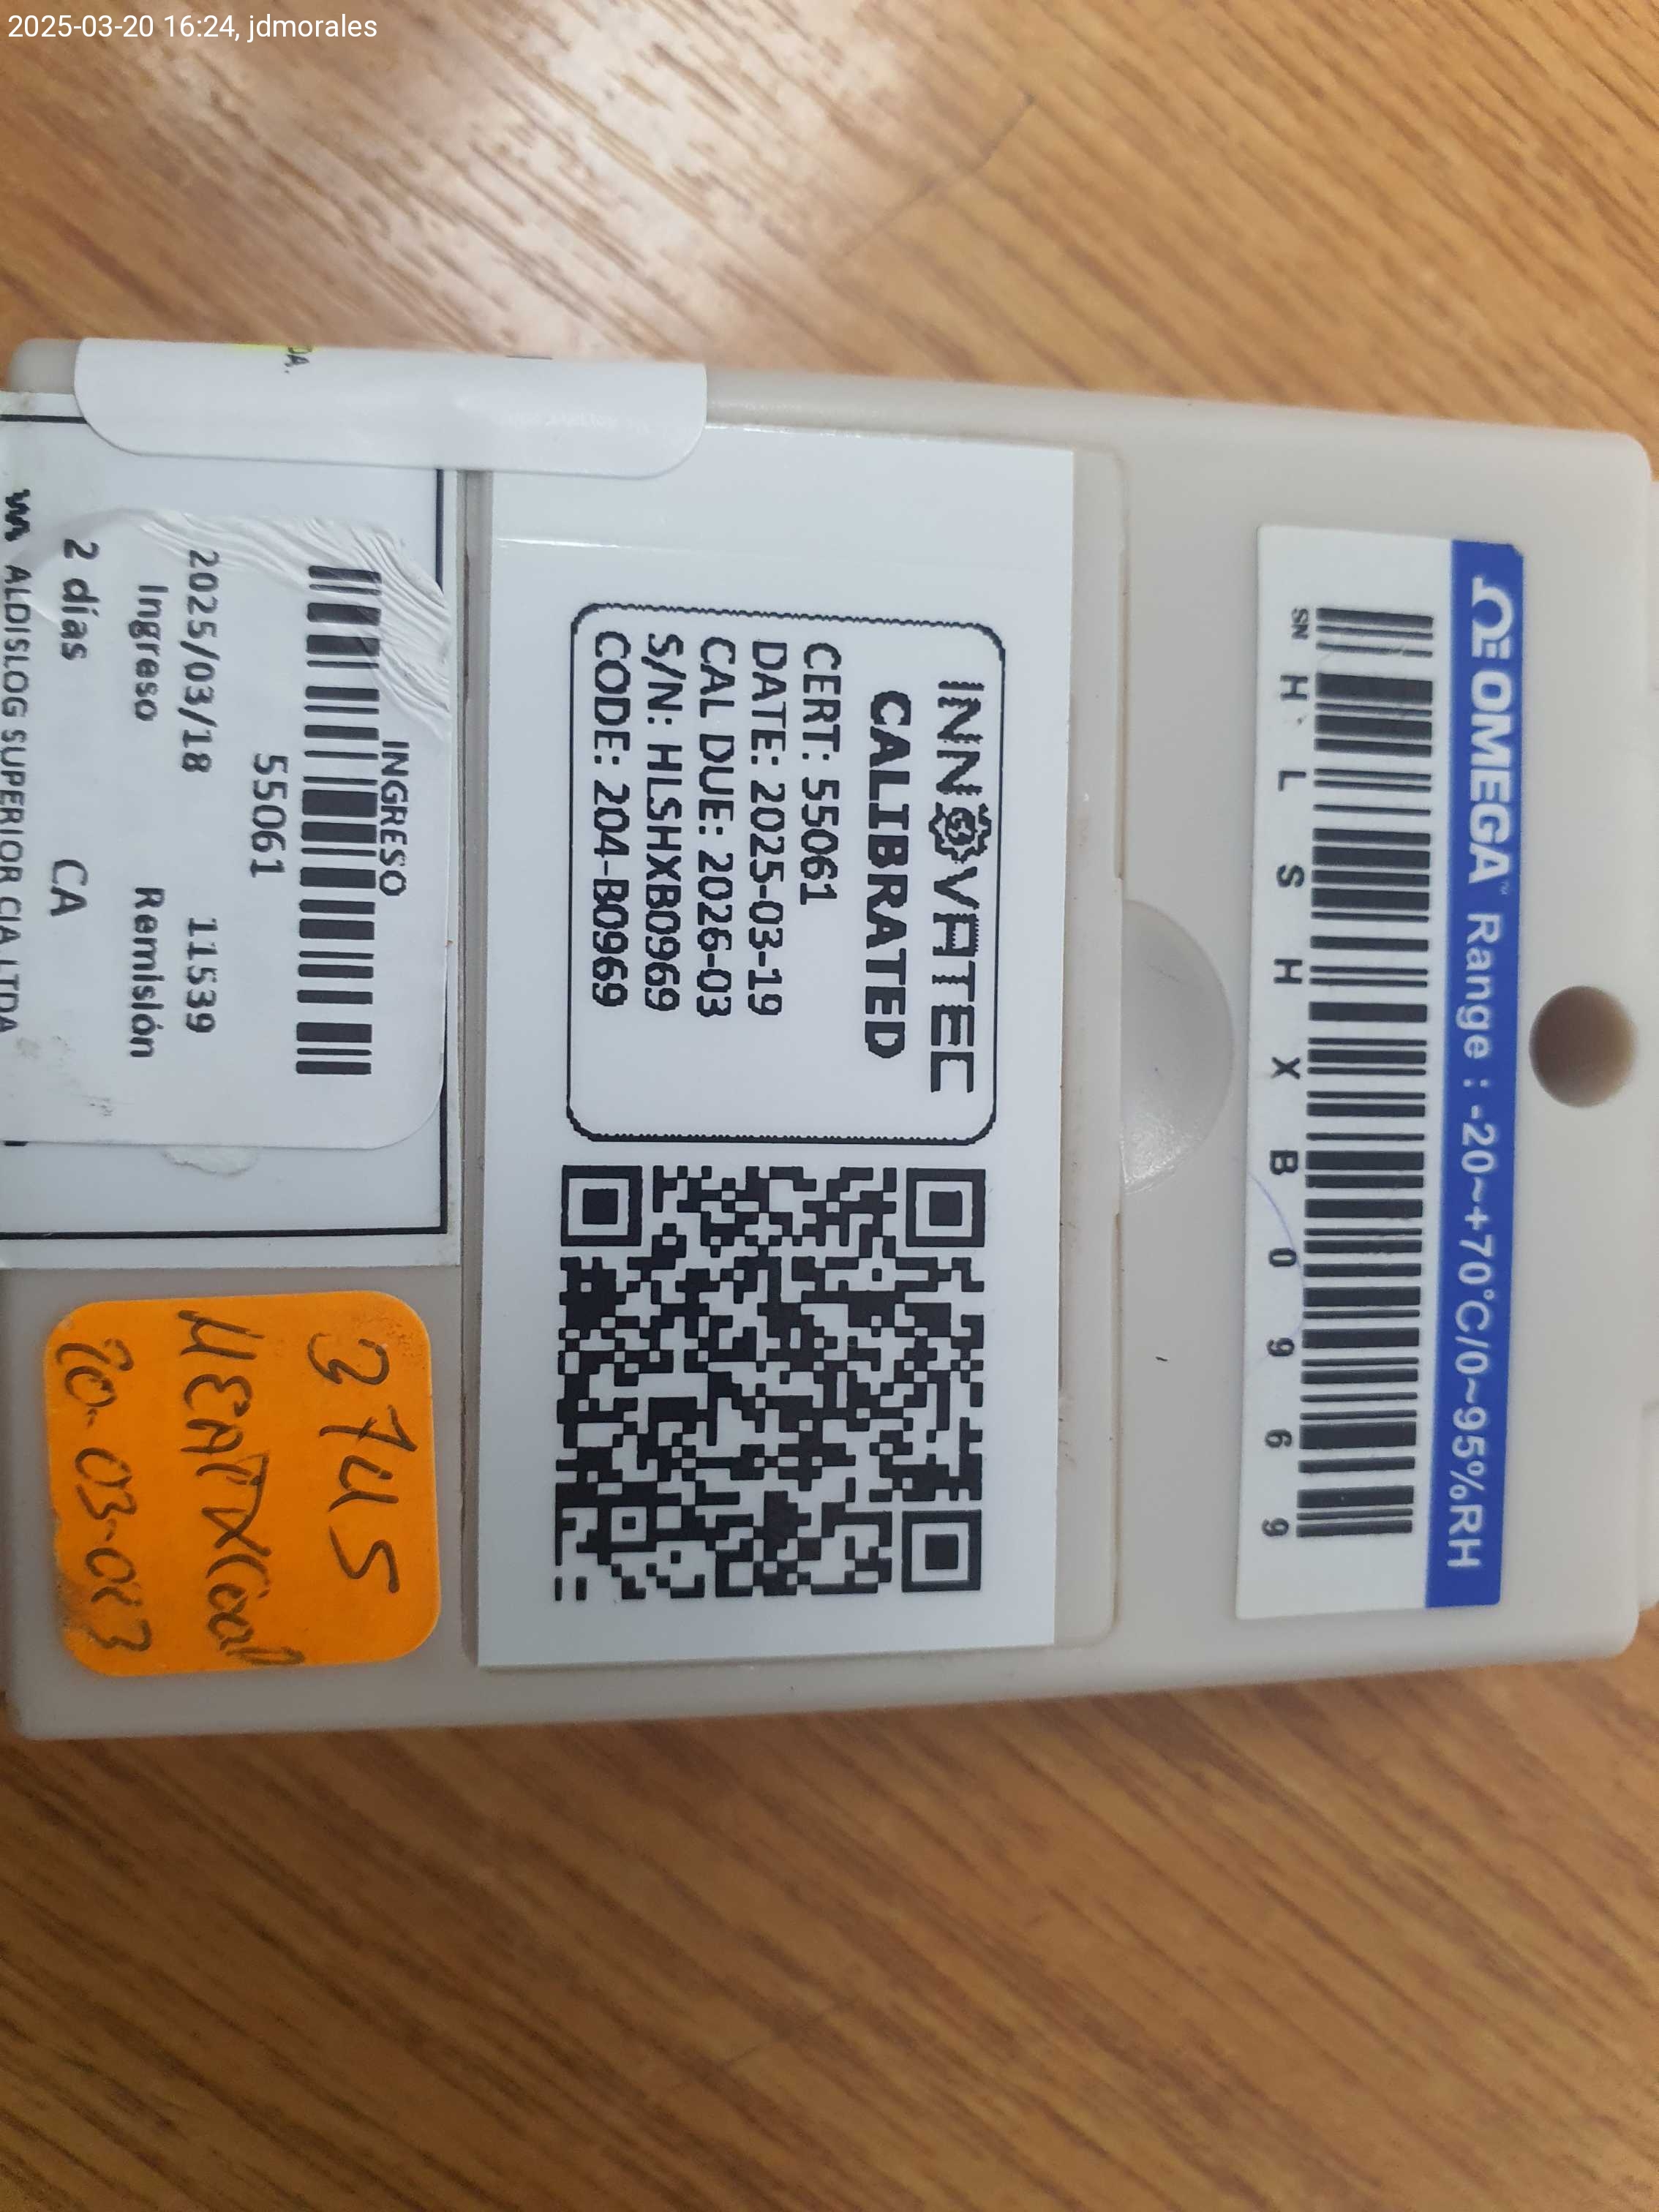 2025-03-20 16:24, jdmorales
OMEGA™ Range : -20~+70°C/0~95%RH
SN H L S H X B 0 9 6 9
INNOVATEC
CALIBRATED
CERT: 55061
DATE: 2025-03-19
CAL DUE: 2026-03
S/N: HLSHXB0969
CODE: 204-B0969
DA.
INGRESO
55061
2025/03/18 11539
Ingreso Remisión
2 días CA
ALDISLOG SUPERIOR CIA LTDA